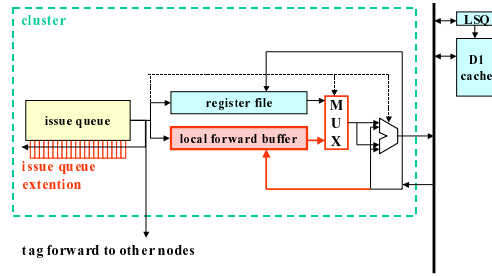 cluster
LSQ
D1
cache
register file
M
U
X
issue queue
local forward buffer
issue queue
extention
tag forward to other nodes